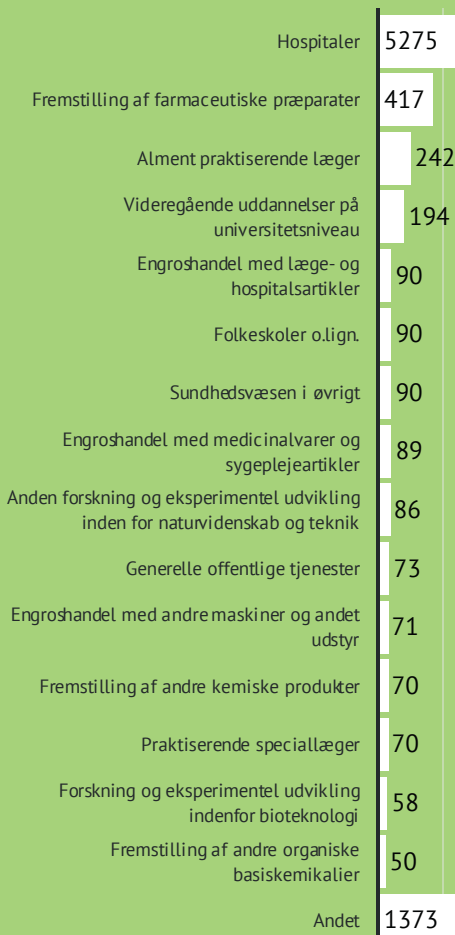 Hospitaler 5275
Fremstilling af farmaceutiske præparater 417
Alment praktiserende læger 242
Videregående uddannelser på
universitetsniveau 194
Engroshandel med læge- og
hospitalsartikler 90
Folkeskoler o.lign. 90
Sundhedsvæsen i øvrigt 90
Engroshandel med medicinalvarer og
sygeplejeartikler 89
Anden forskning og eksperimentel udvikling
inden for naturvidenskab og teknik 86
Generelle offentlige tjenester 73
Engroshandel med andre maskiner og andet
udstyr 71
Fremstilling af andre kemiske produkter 70
Praktiserende speciallæger 70
Forskning og eksperimentel udvikling
indenfor bioteknologi 58
Fremstilling af andre organiske
basiskemikalier 50
Andet 1373